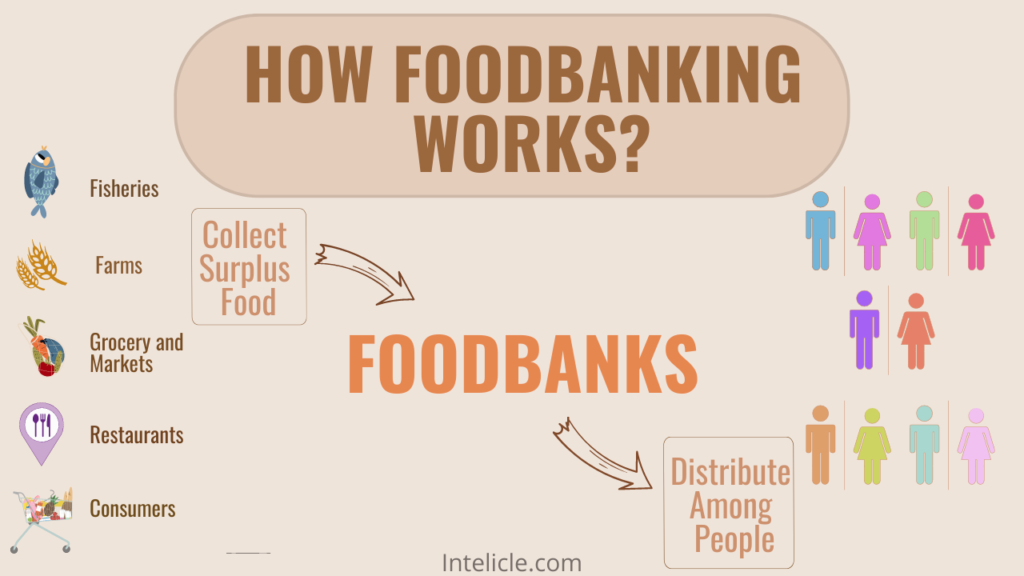 HOW FOODBANKING
WORKS?
Fisheries
Farms
Grocery and
Markets
Restaurants
Consumers
Collect
Surplus
Food
FOODBANKS
Distribute
Among
People
Intelicle.com